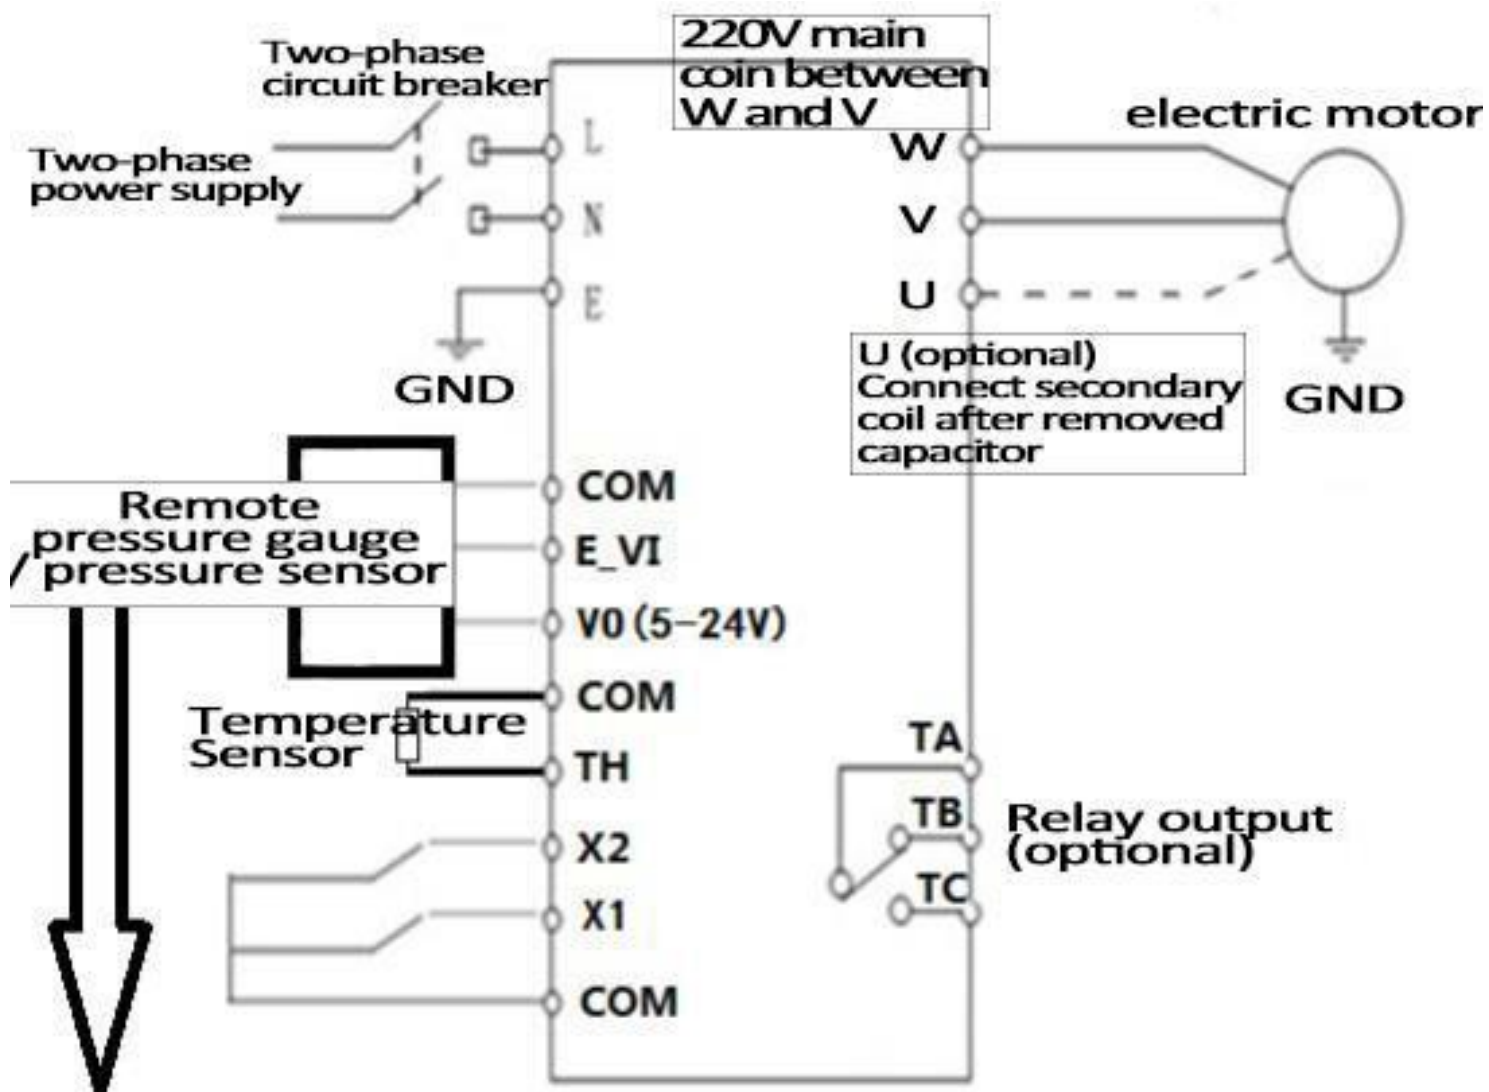 220V main
coin between
W and V
Two-phase
circuit breaker
electric motor
L
W
Two-phase
power supply
N
V
E
U
GND
U (optional)
Connect secondary
coil after removed
capacitor
GND
COM
Remote
pressure gauge
/ pressure sensor
E_VI
V0 (5-24V)
COM
Temperature
Sensor
TH
TA
TB
Relay output
(optional)
X2
TC
X1
COM